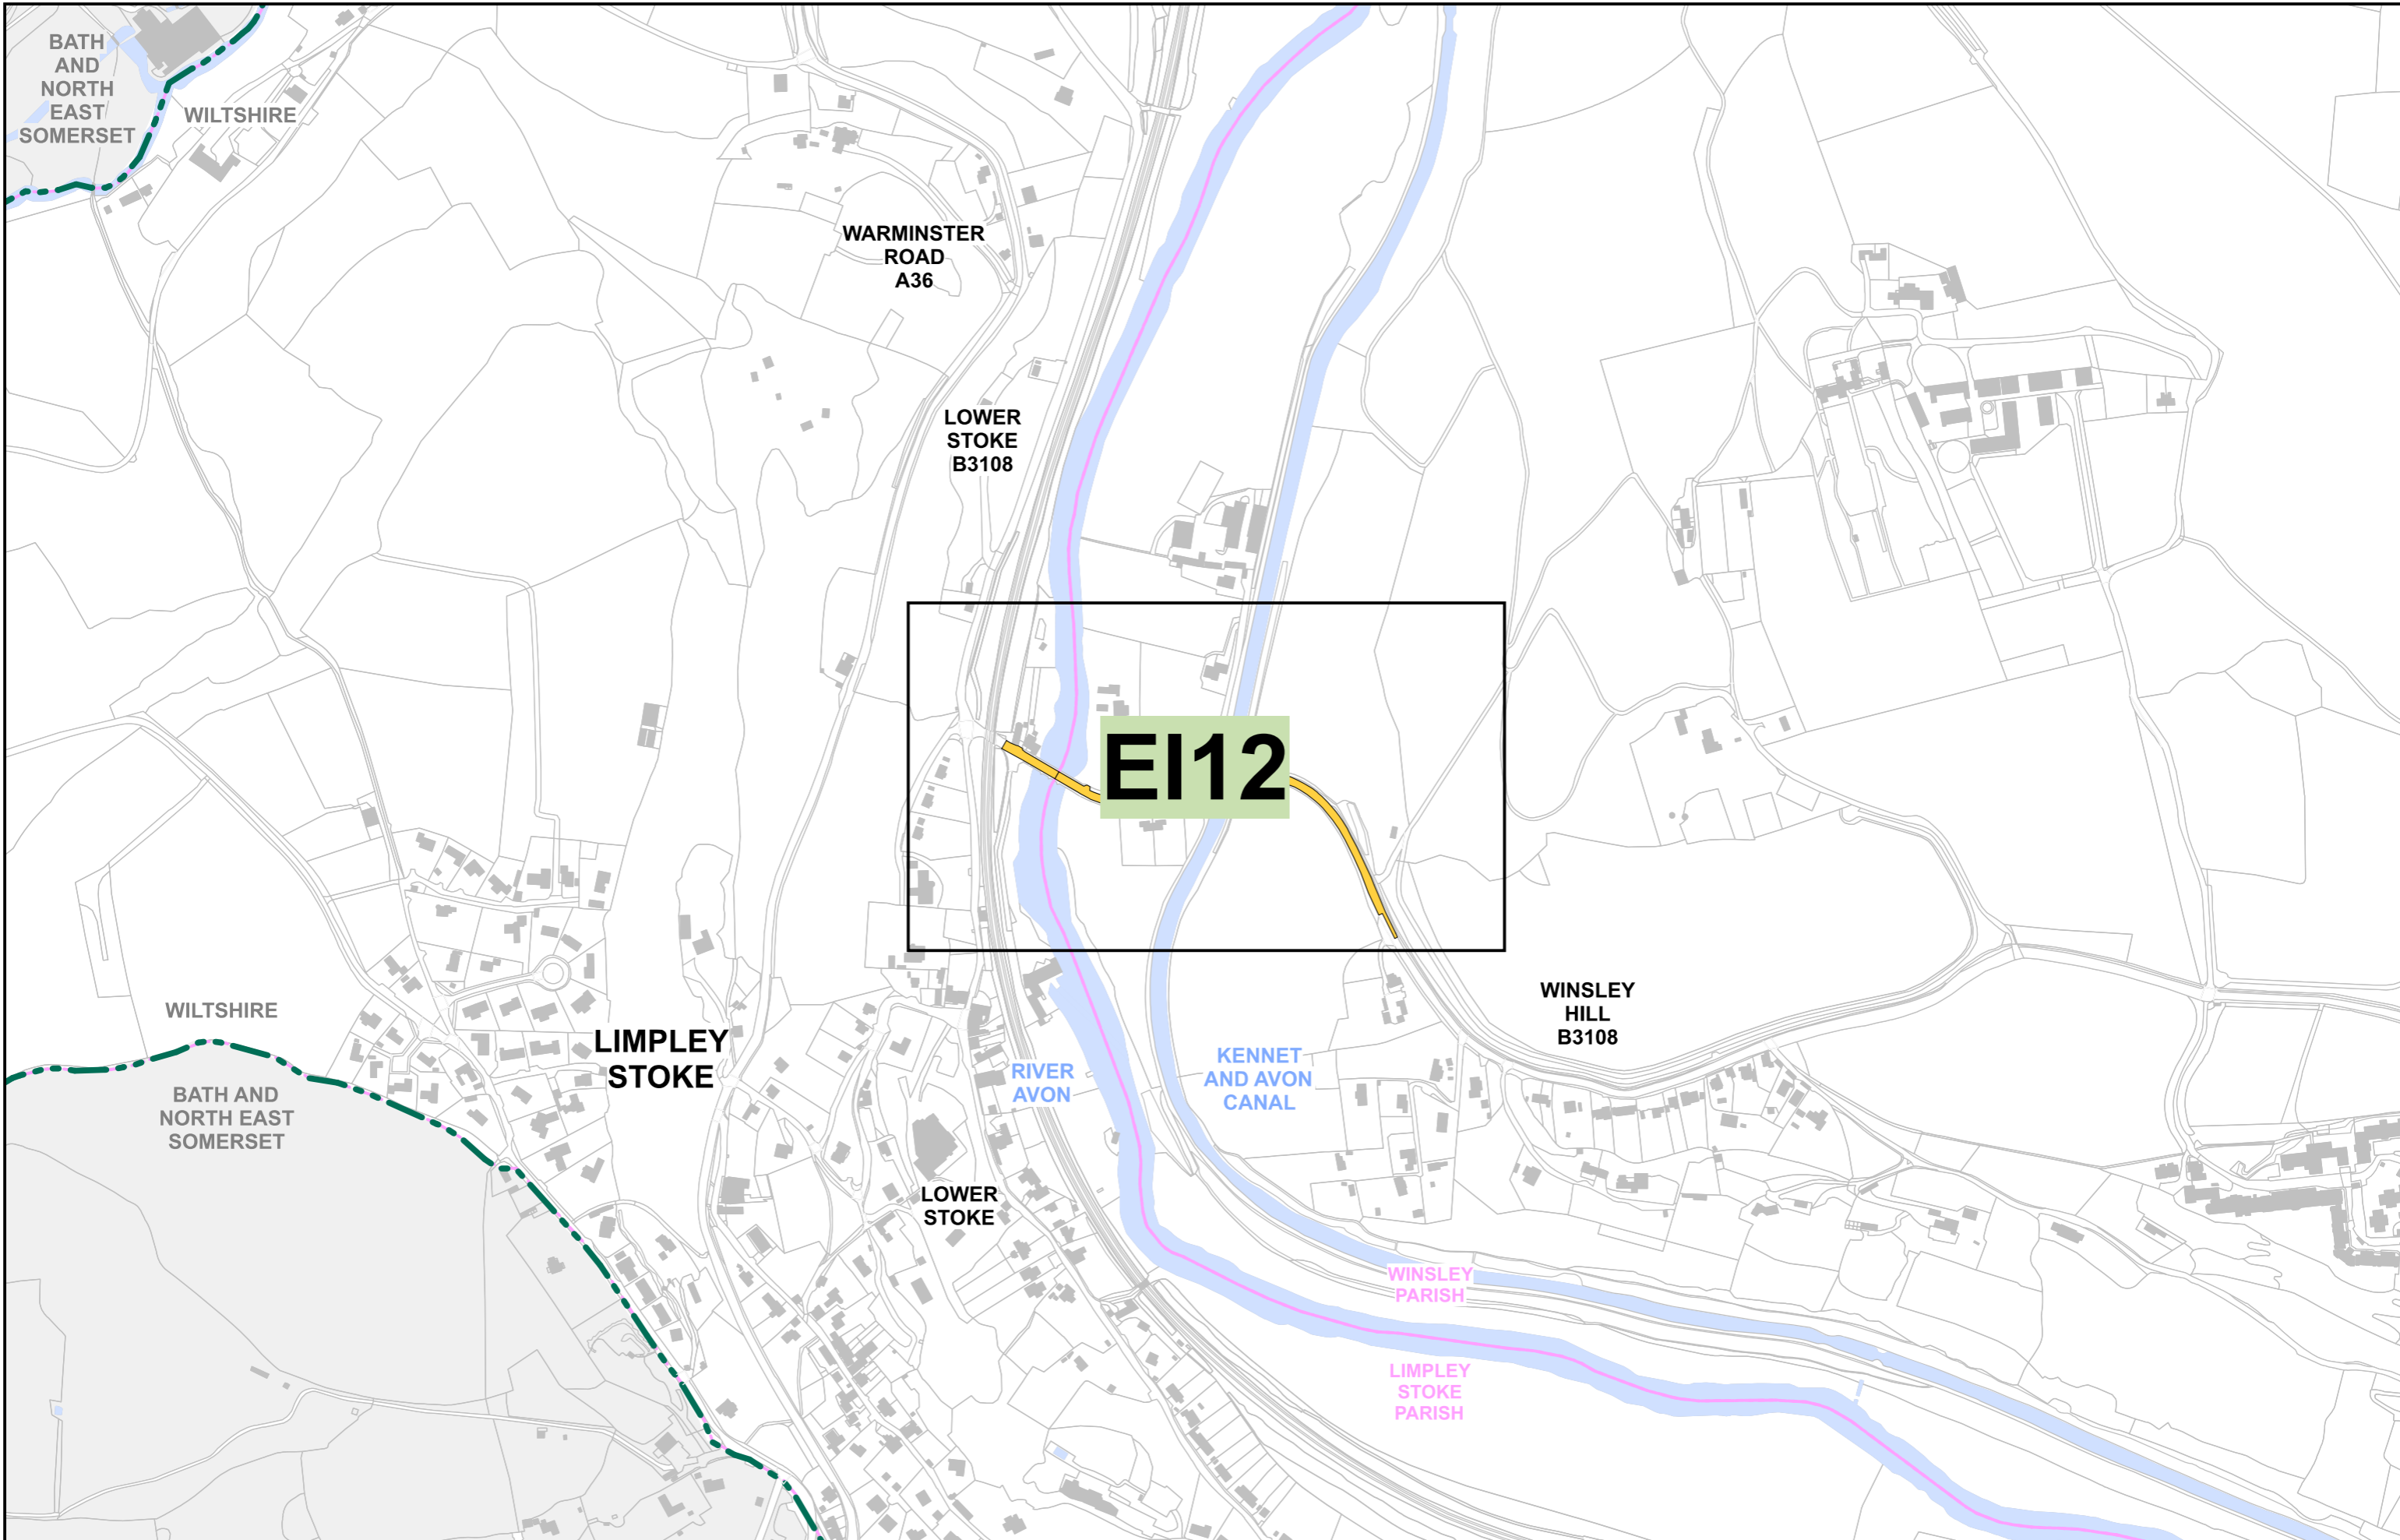 BATH
AND
NORTH
EAST
SOMERSET
WILTSHIRE
WARMINSTER
ROAD
A36
LOWER
STOKE
B3108
EI12
WINSLEY
HILL
B3108
WILTSHIRE
LIMPLEY
STOKE
RIVER
AVON
KENNET
AND AVON
CANAL
BATH AND
NORTH EAST
SOMERSET
LOWER
STOKE
WINSLEY
PARISH
LIMPLEY
STOKE
PARISH